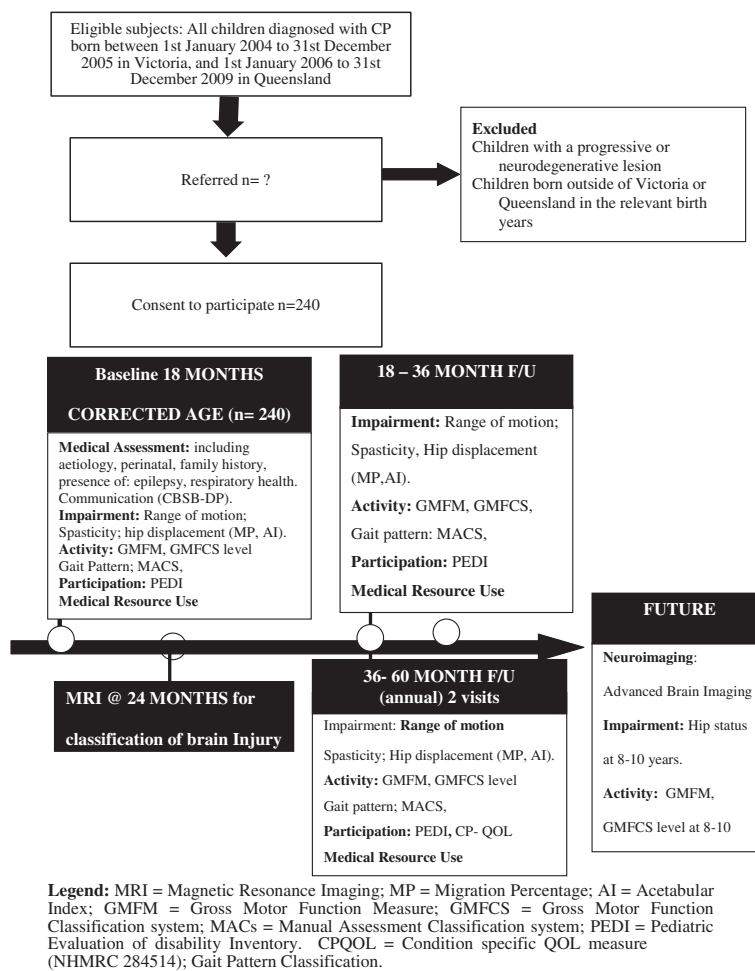 Eligible subjects: All children diagnosed with CP
born between 1st January 2004 to 31st December
2005 in Victoria, and 1st January 2006 to 31st
December 2009 in Queensland
Referred n= ?
Excluded
Children with a progressive or
neurodegenerative lesion
Children born outside of Victoria or
Queensland in the relevant birth
years
Consent to participate n=240
Baseline 18 MONTHS
CORRECTED AGE (n= 240)
Medical Assessment: including
aetiology, perinatal, family history,
presence of: epilepsy, respiratory health.
Communication (CBSB-DP).
Impairment: Range of motion;
Spasticity; hip displacement (MP, AI).
Activity: GMFM, GMFCS level
Gait Pattern; MACS,
Participation: PEDI
Medical Resource Use
18 – 36 MONTH F/U
Impairment: Range of motion;
Spasticity, Hip displacement
(MP,AI).
Activity: GMFM, GMFCS,
Gait pattern: MACS,
Participation: PEDI
Medical Resource Use
MRI @ 24 MONTHS for
classification of brain Injury
36- 60 MONTH F/U
(annual) 2 visits
Impairment: Range of motion
Spasticity; Hip displacement (MP, AI).
Activity: GMFM, GMFCS level
Gait pattern; MACS,
Participation: PEDI, CP- QOL
Medical Resource Use
FUTURE
Neuroimaging:
Advanced Brain Imaging
Impairment: Hip status
at 8-10 years.
Activity: GMFM,
GMFCS level at 8-10
Legend: MRI = Magnetic Resonance Imaging; MP = Migration Percentage; AI = Acetabular
Index; GMFM = Gross Motor Function Measure; GMFCS = Gross Motor Function
Classification system; MACs = Manual Assessment Classification system; PEDI = Pediatric
Evaluation of disability Inventory. CPQOL = Condition specific QOL measure
(NHMRC 284514); Gait Pattern Classification.